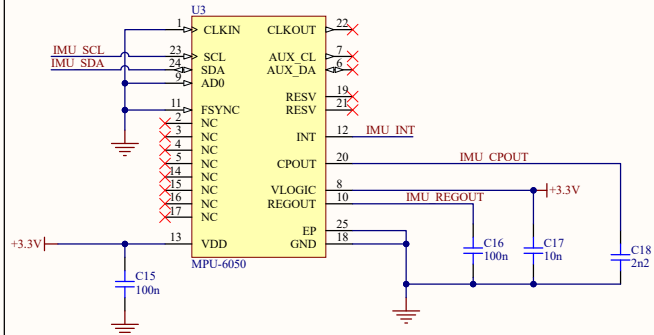 U3
1 CLKIN CLKOUT 22
IMU_SCL 23 SCL AUX_CL 7
IMU_SDA 24 SDA AUX_DA 6
9 AD0
RESV 19
11 FSYNC RESV 21
2 NC
3 NC INT 12 IMU_INT
4 NC
5 NC CPOUT 20 IMU_CPOUT
14 NC
15 NC VLOGIC 8 +3.3V
16 NC REGOUT 10 IMU_REGOUT
17 NC
EP 25
+3.3V 13 VDD GND 18
MPU-6050
C16 100n
C17 10n
C18 2n2
C15 100n